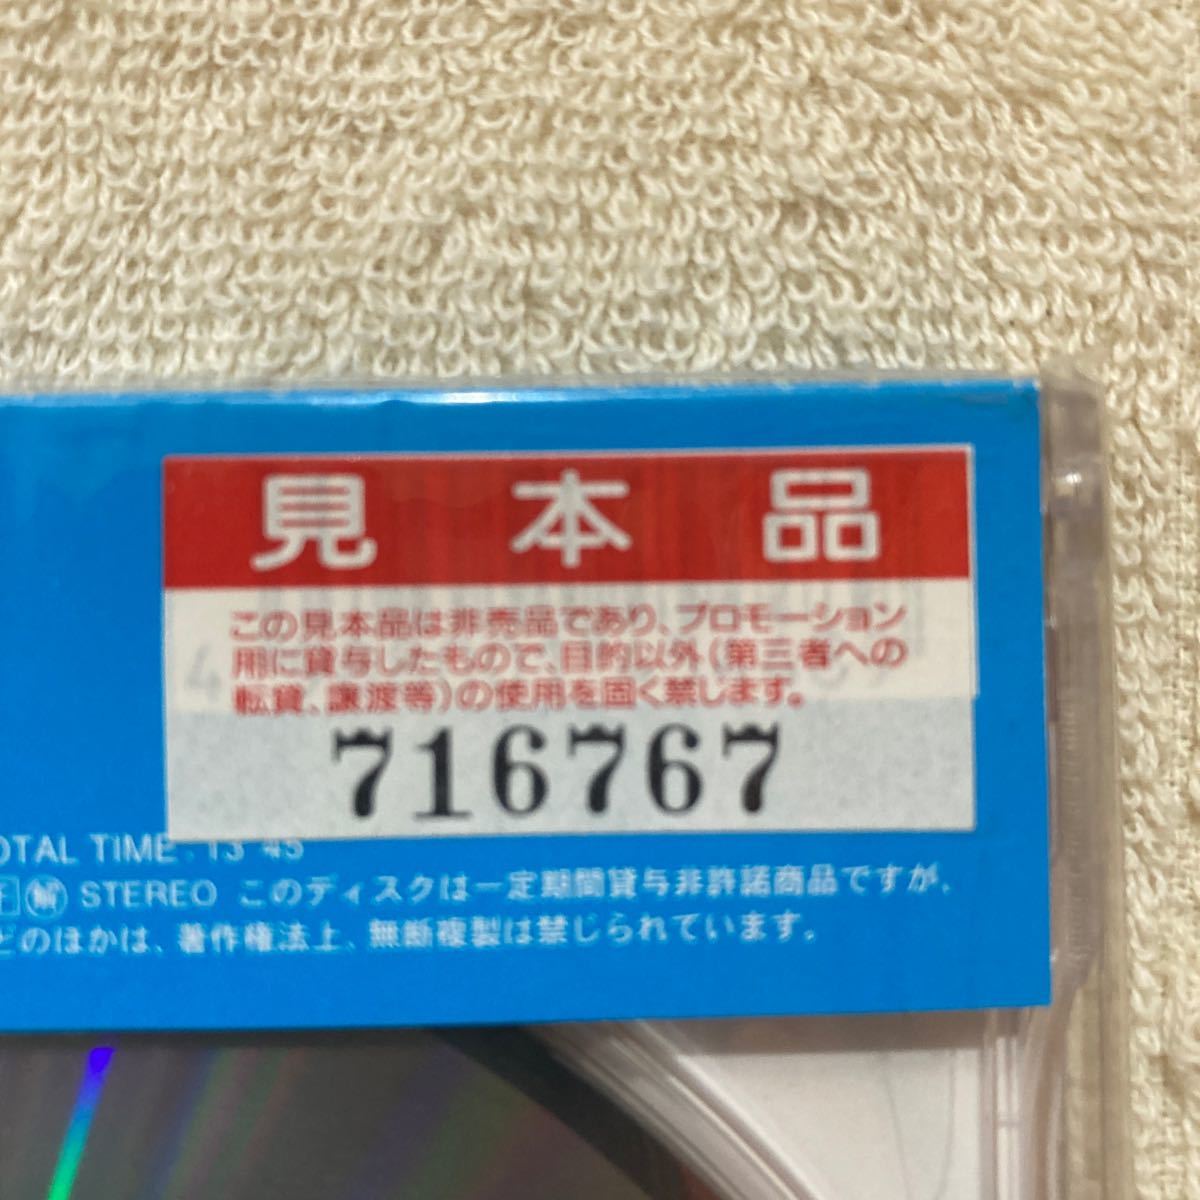 見本品
この見本品は非売品であり、プロモーション
用に貸与したもので、目的以外(第三者への
転貸、譲渡等)の使用を固く禁じます。
716767
OTAL TIME: 13'45
STEREO このディスクは一定期間貸与非許諾商品ですが、
どのほかは、著作権法上、無断複製は禁じられています。